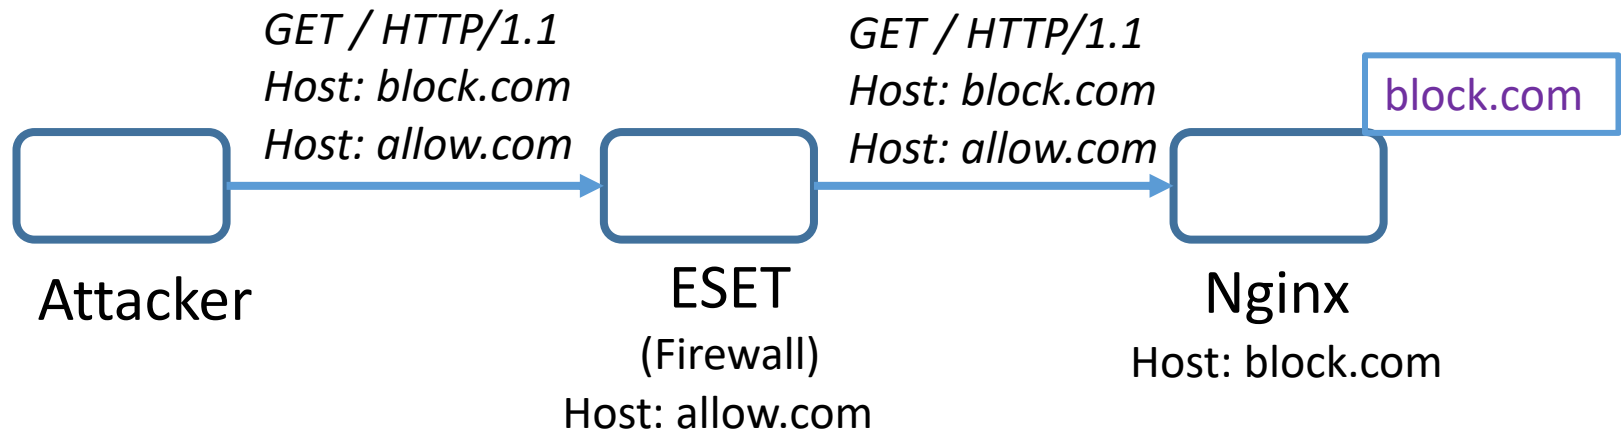 GET / HTTP/1.1
Host: block.com
Host: allow.com
GET / HTTP/1.1
Host: block.com
Host: allow.com
block.com
Attacker
ESET
(Firewall)
Host: allow.com
Nginx
Host: block.com